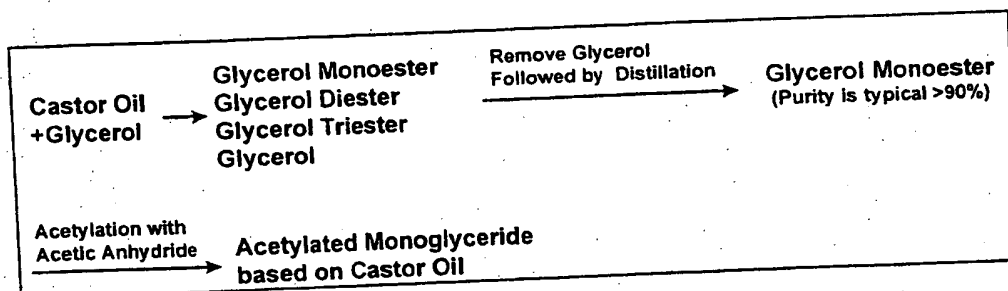 Castor Oil
+Glycerol
Glycerol Monoester
Glycerol Diester
Glycerol Triester
Glycerol
Remove Glycerol
Followed by Distillation
Glycerol Monoester
(Purity is typical >90%)
Acetylation with
Acetic Anhydride
Acetylated Monoglyceride
based on Castor Oil